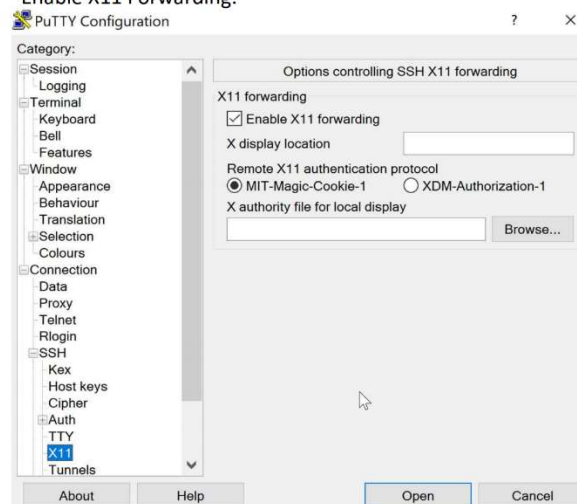 Enable X11 Forwarding:
PuTTY Configuration
?
Category:
Session
Logging
Terminal
Keyboard
Bell
Features
Window
Appearance
Behaviour
Translation
Selection
Colours
Connection
Data
Proxy
Telnet
Rlogin
SSH
Kex
Host keys
Cipher
Auth
TTY
X11
Tunnels
Options controlling SSH X11 forwarding
X11 forwarding
Enable X11 forwarding
X display location
Remote X11 authentication protocol
MIT-Magic-Cookie-1 XDM-Authorization-1
X authority file for local display
Browse...
About Help Open Cancel